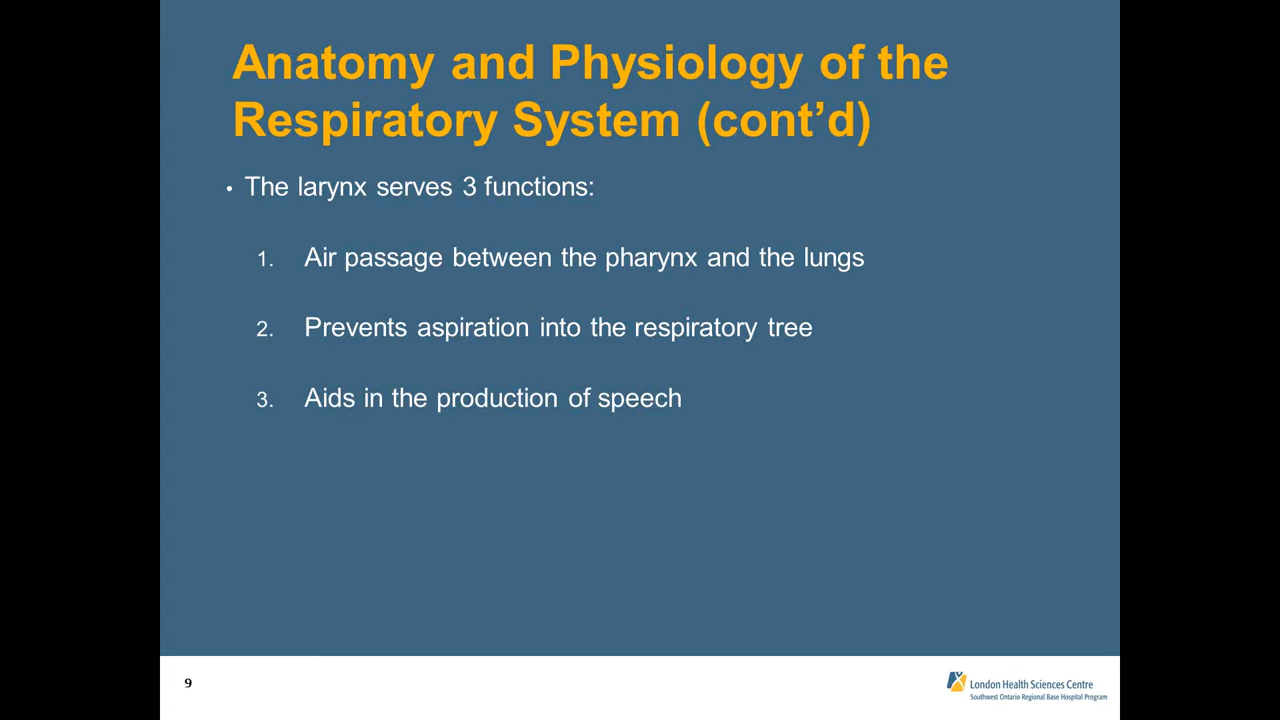 Anatomy and Physiology of the
Respiratory System (cont’d)
• The larynx serves 3 functions:
1. Air passage between the pharynx and the lungs
2. Prevents aspiration into the respiratory tree
3. Aids in the production of speech
9
London Health Sciences Centre
Southwest Ontario Regional Base Hospital Program